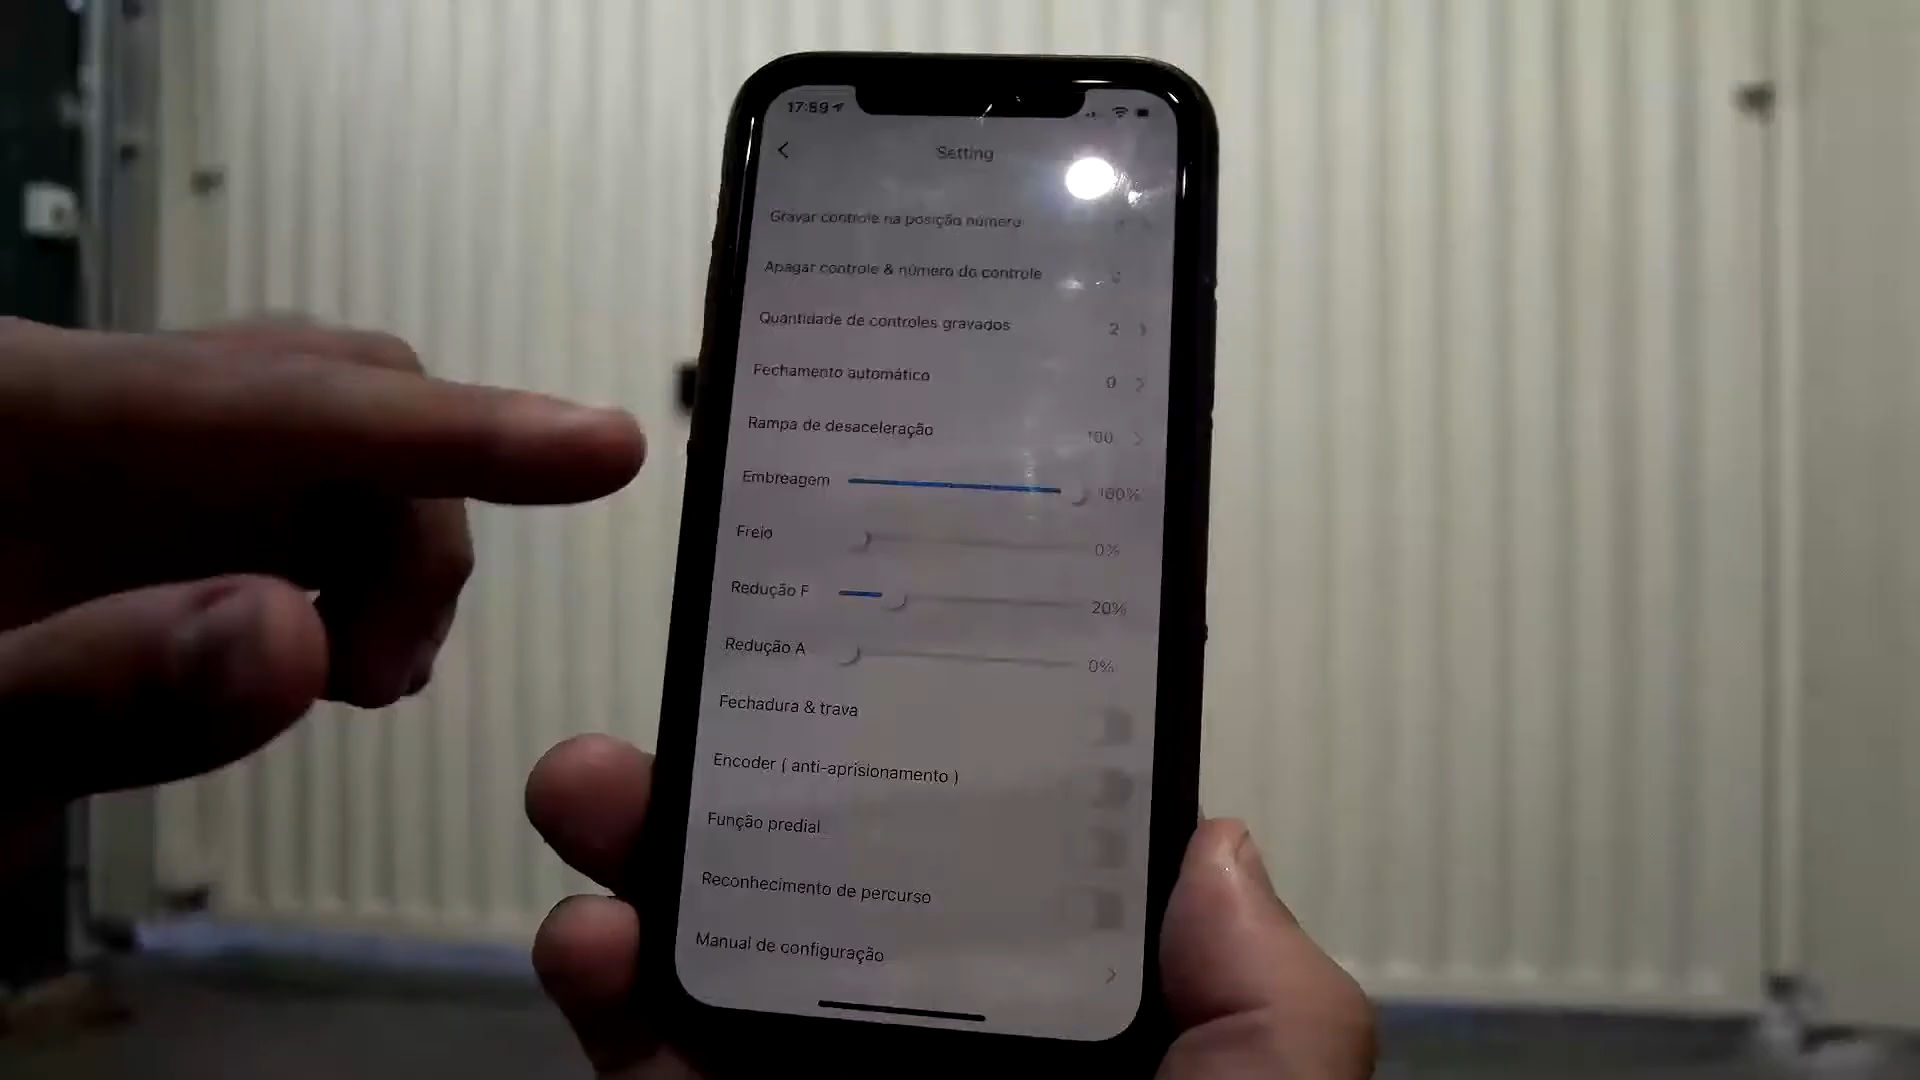 17:59
Setting
Gravar controle na posição número
Apagar controle & número do controle
Quantidade de controles gravados 2
Fechamento automático 0
Rampa de desaceleração 100
Embreagem 100%
Freio 0%
Redução F 20%
Redução A 0%
Fechadura & trava
Encoder ( anti-aprisionamento )
Função predial
Reconhecimento de percurso
Manual de configuração